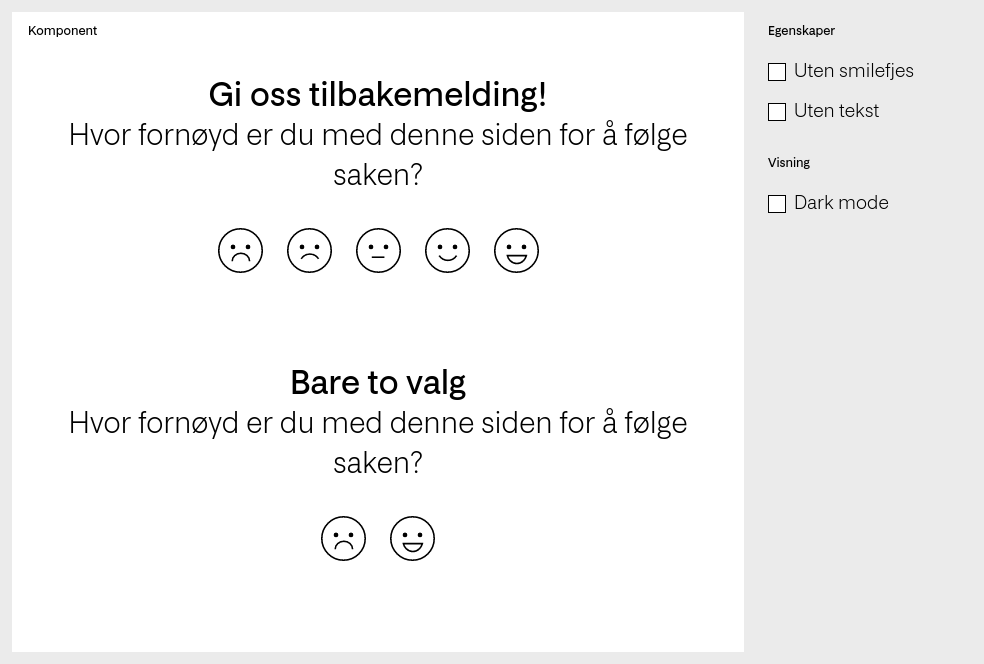 Komponent
Gi oss tilbakemelding!
Hvor fornøyd er du med denne siden for å følge
saken?
Bare to valg
Hvor fornøyd er du med denne siden for å følge
saken?
Egenskaper
Uten smilefjes
Uten tekst
Visning
Dark mode